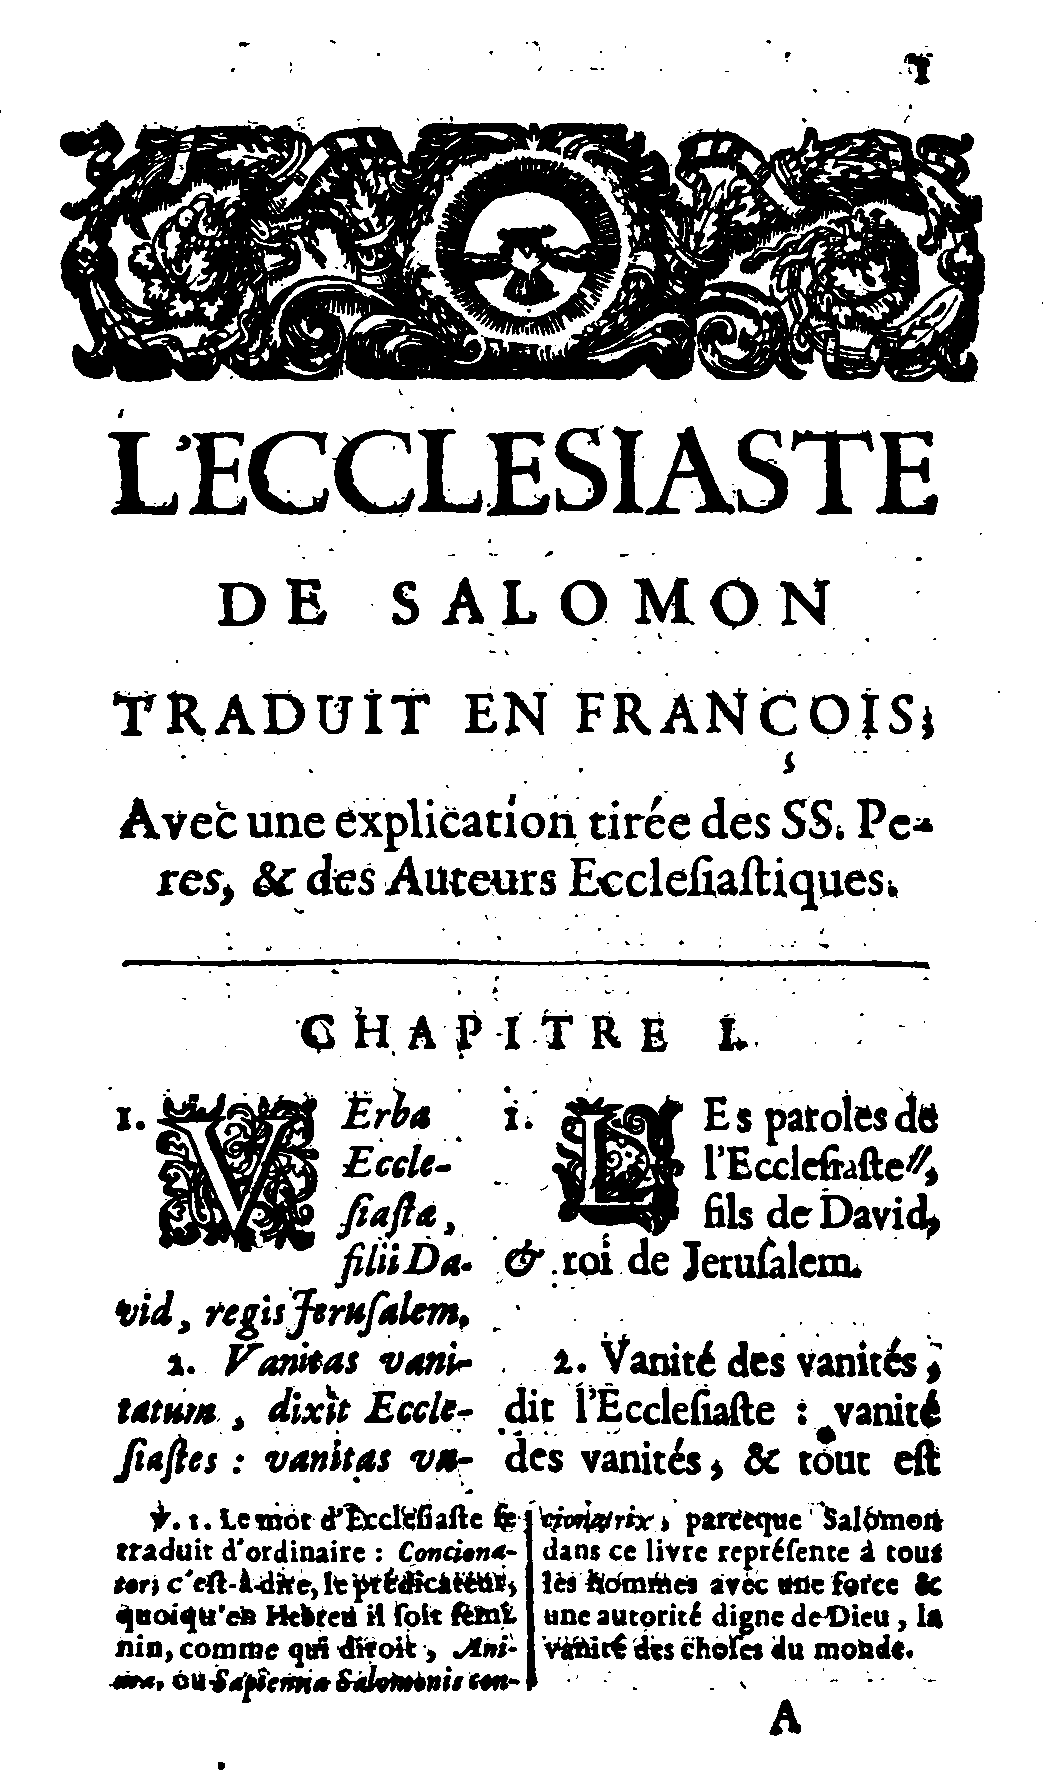 1
L'ECCLESIASTE
DE SALOMON
TRADUIT EN FRANÇOIS;
Avec une explication tirée des SS. Pe-
res, & des Auteurs Ecclesiaſtiques.
CHAPITRE I.
1. VErba
Eccle-
ſiaſtæ,
filii Da-
vid, regis Jeruſalem.
2. Vanitas vani-
tatum, dixit Eccle-
ſiaſtes : vanitas va-
1. LEs paroles de
l'Eccleſiaſte //,
fils de David,
& roi de Jeruſalem.
2. Vanité des vanités,
dit l'Eccleſiaſte : vanité
des vanités, & tout eſt
℣. 1. Le mot d'Eccleſiaſte ſe
traduit d'ordinaire : Conciona-
tor; c'eſt-à-dire, le prédicateur,
quoiqu'en Hebreu il ſoit femi-
nin, comme qui diroit, Ani-
ma, ou Sapientia Salomonis con-
cionatrix, parceque Salomon
dans ce livre repréſente à tous
les hommes avec une force &
une autorité digne de Dieu, la
vanité des choſes du monde.
A